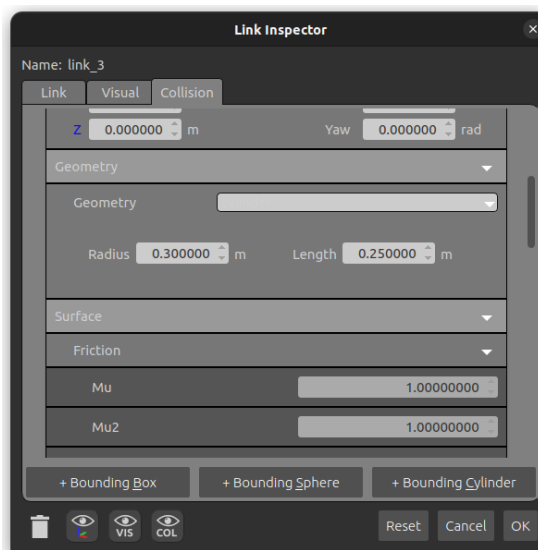 Link Inspector
Name: link_3
Link Visual Collision
Z 0.000000 m Yaw 0.000000 rad
Geometry
Geometry
Radius 0.300000 m Length 0.250000 m
Surface
Friction
Mu 1.00000000
Mu2 1.00000000
+ Bounding Box + Bounding Sphere + Bounding Cylinder
VIS COL Reset Cancel OK